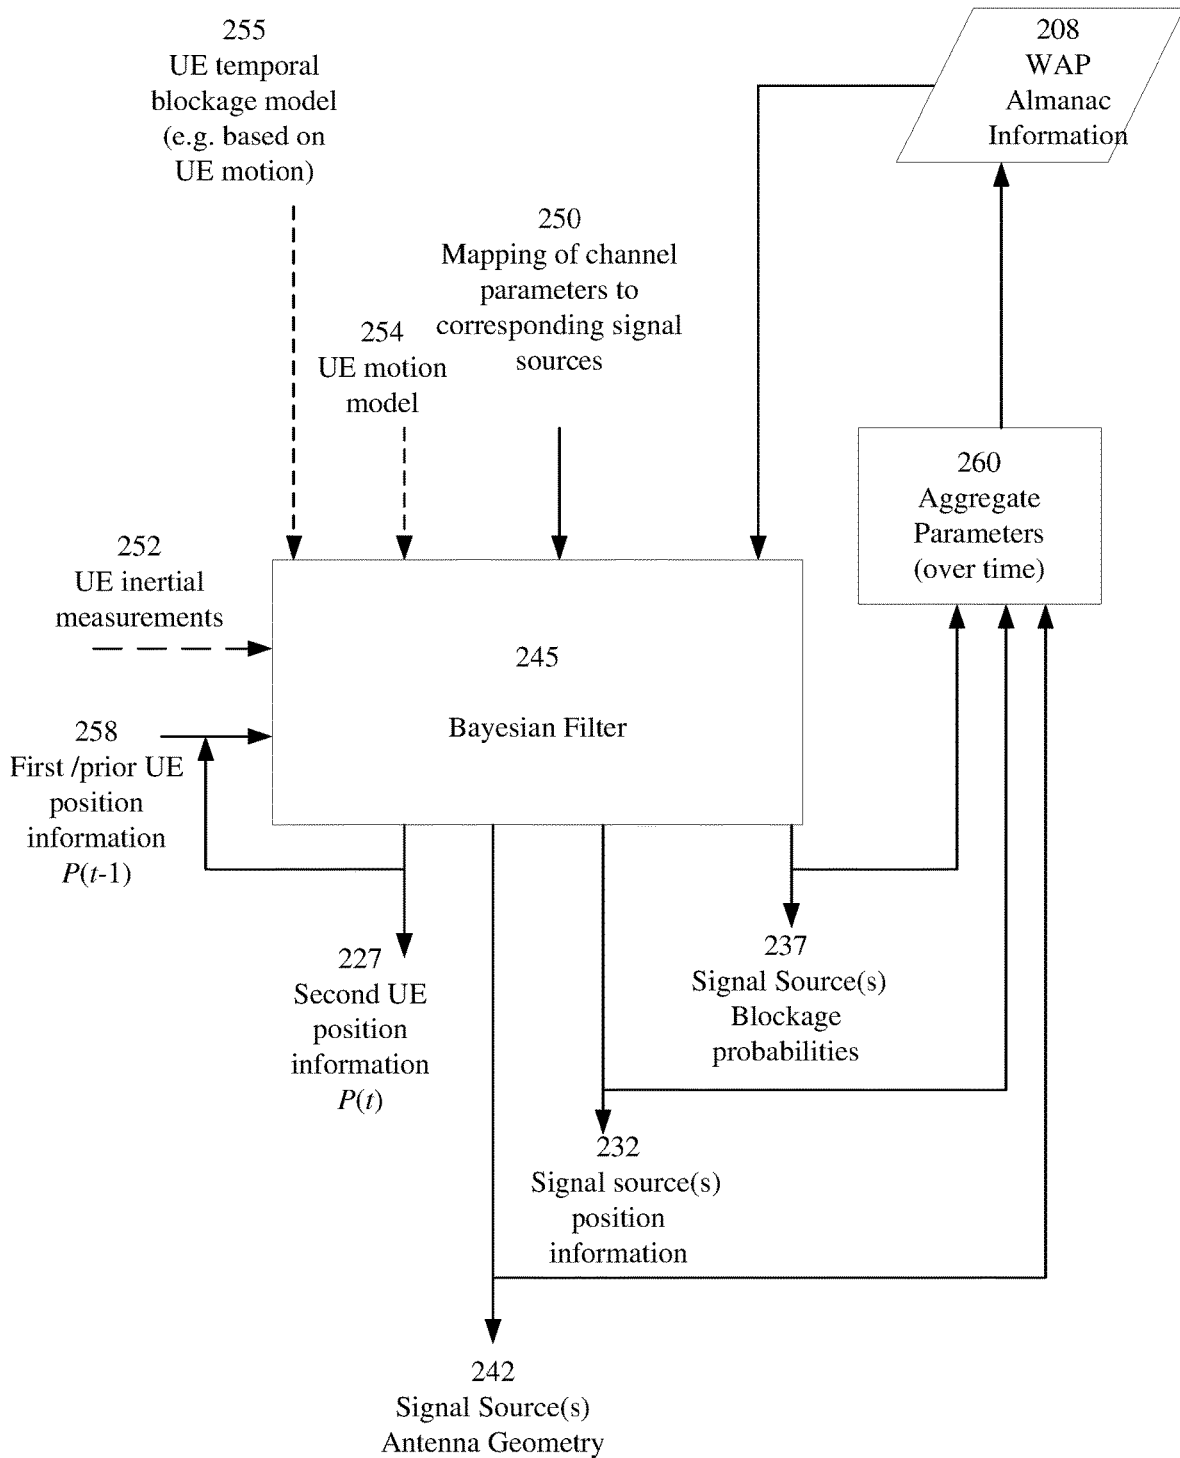 255
UE temporal
blockage model
(e.g. based on
UE motion)
208
WAP
Almanac
Information
250
Mapping of channel
parameters to
corresponding signal
sources
254
UE motion
model
260
Aggregate
Parameters
(over time)
252
UE inertial
measurements
245
Bayesian Filter
258
First /prior UE
position
information
P(t-1)
227
Second UE
position
information
P(t)
237
Signal Source(s)
Blockage
probabilities
232
Signal source(s)
position
information
242
Signal Source(s)
Antenna Geometry